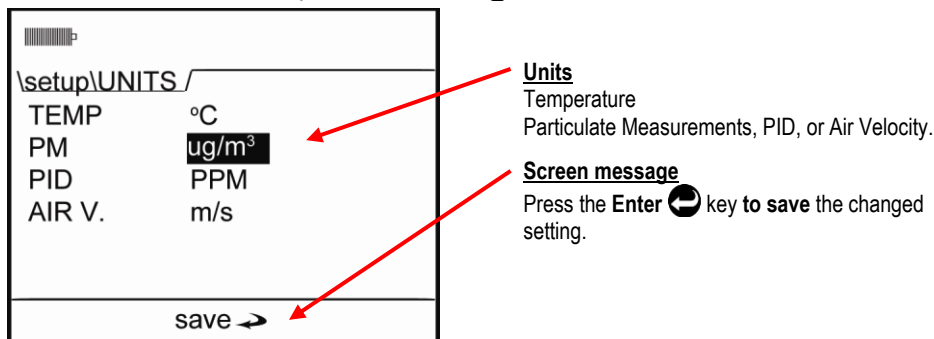 \setup\UNITS /
TEMP ºC
PM ug/m³
PID PPM
AIR V. m/s
save
Units
Temperature
Particulate Measurements, PID, or Air Velocity.
Screen message
Press the Enter key to save the changed
setting.